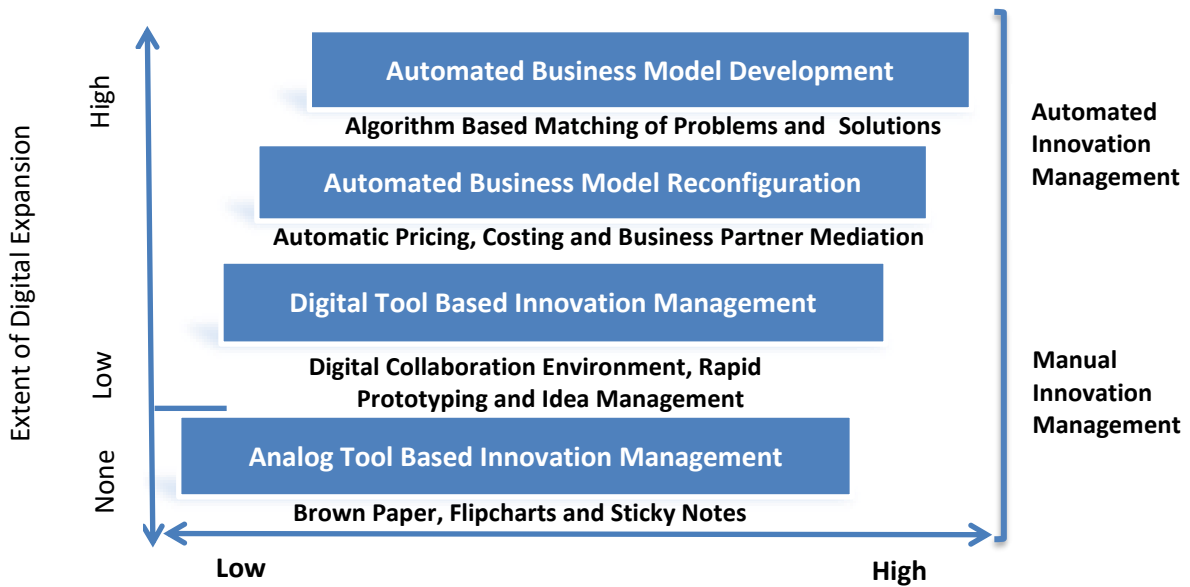 Extent of Digital Expansion
High
Low
None
Automated Business Model Development
Algorithm Based Matching of Problems and Solutions
Automated Business Model Reconfiguration
Automatic Pricing, Costing and Business Partner Mediation
Digital Tool Based Innovation Management
Digital Collaboration Environment, Rapid
Prototyping and Idea Management
Analog Tool Based Innovation Management
Brown Paper, Flipcharts and Sticky Notes
Low
High
Automated
Innovation
Management
Manual
Innovation
Management